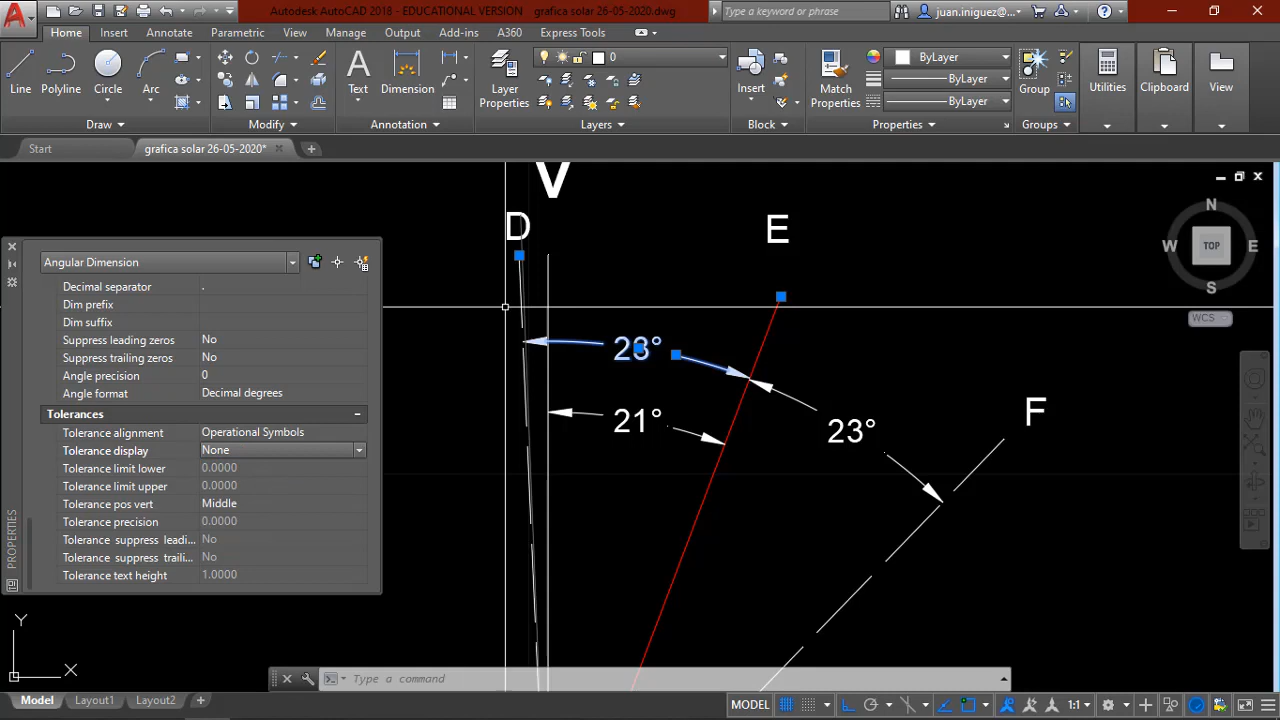 Autodesk AutoCAD 2018 - EDUCATIONAL VERSION grafica solar 26-05-2020.dwg
Type a keyword or phrase
juan.iniguez@...
Home Insert Annotate Parametric View Manage Output Add-ins A360 Express Tools
Line Polyline Circle Arc
Text Dimension
Layer Properties
0
Insert
Match Properties
ByLayer
ByLayer
ByLayer
Group
Utilities
Clipboard
View
Draw Modify Annotation Layers Block Properties Groups
Start
grafica solar 26-05-2020*
V
D
E
F
23°
21°
23°
N
W TOP E
S
WCS
Angular Dimension
Decimal separator .
Dim prefix
Dim suffix
Suppress leading zeros No
Suppress trailing zeros No
Angle precision 0
Angle format Decimal degrees
Tolerances
Tolerance alignment Operational Symbols
Tolerance display None
Tolerance limit lower 0.0000
Tolerance limit upper 0.0000
Tolerance pos vert Middle
Tolerance precision 0.0000
Tolerance suppress leadi... No
Tolerance suppress traili... No
Tolerance text height 1.0000
PROPERTIES
Y
X
Type a command
Model Layout1 Layout2
MODEL
1:1